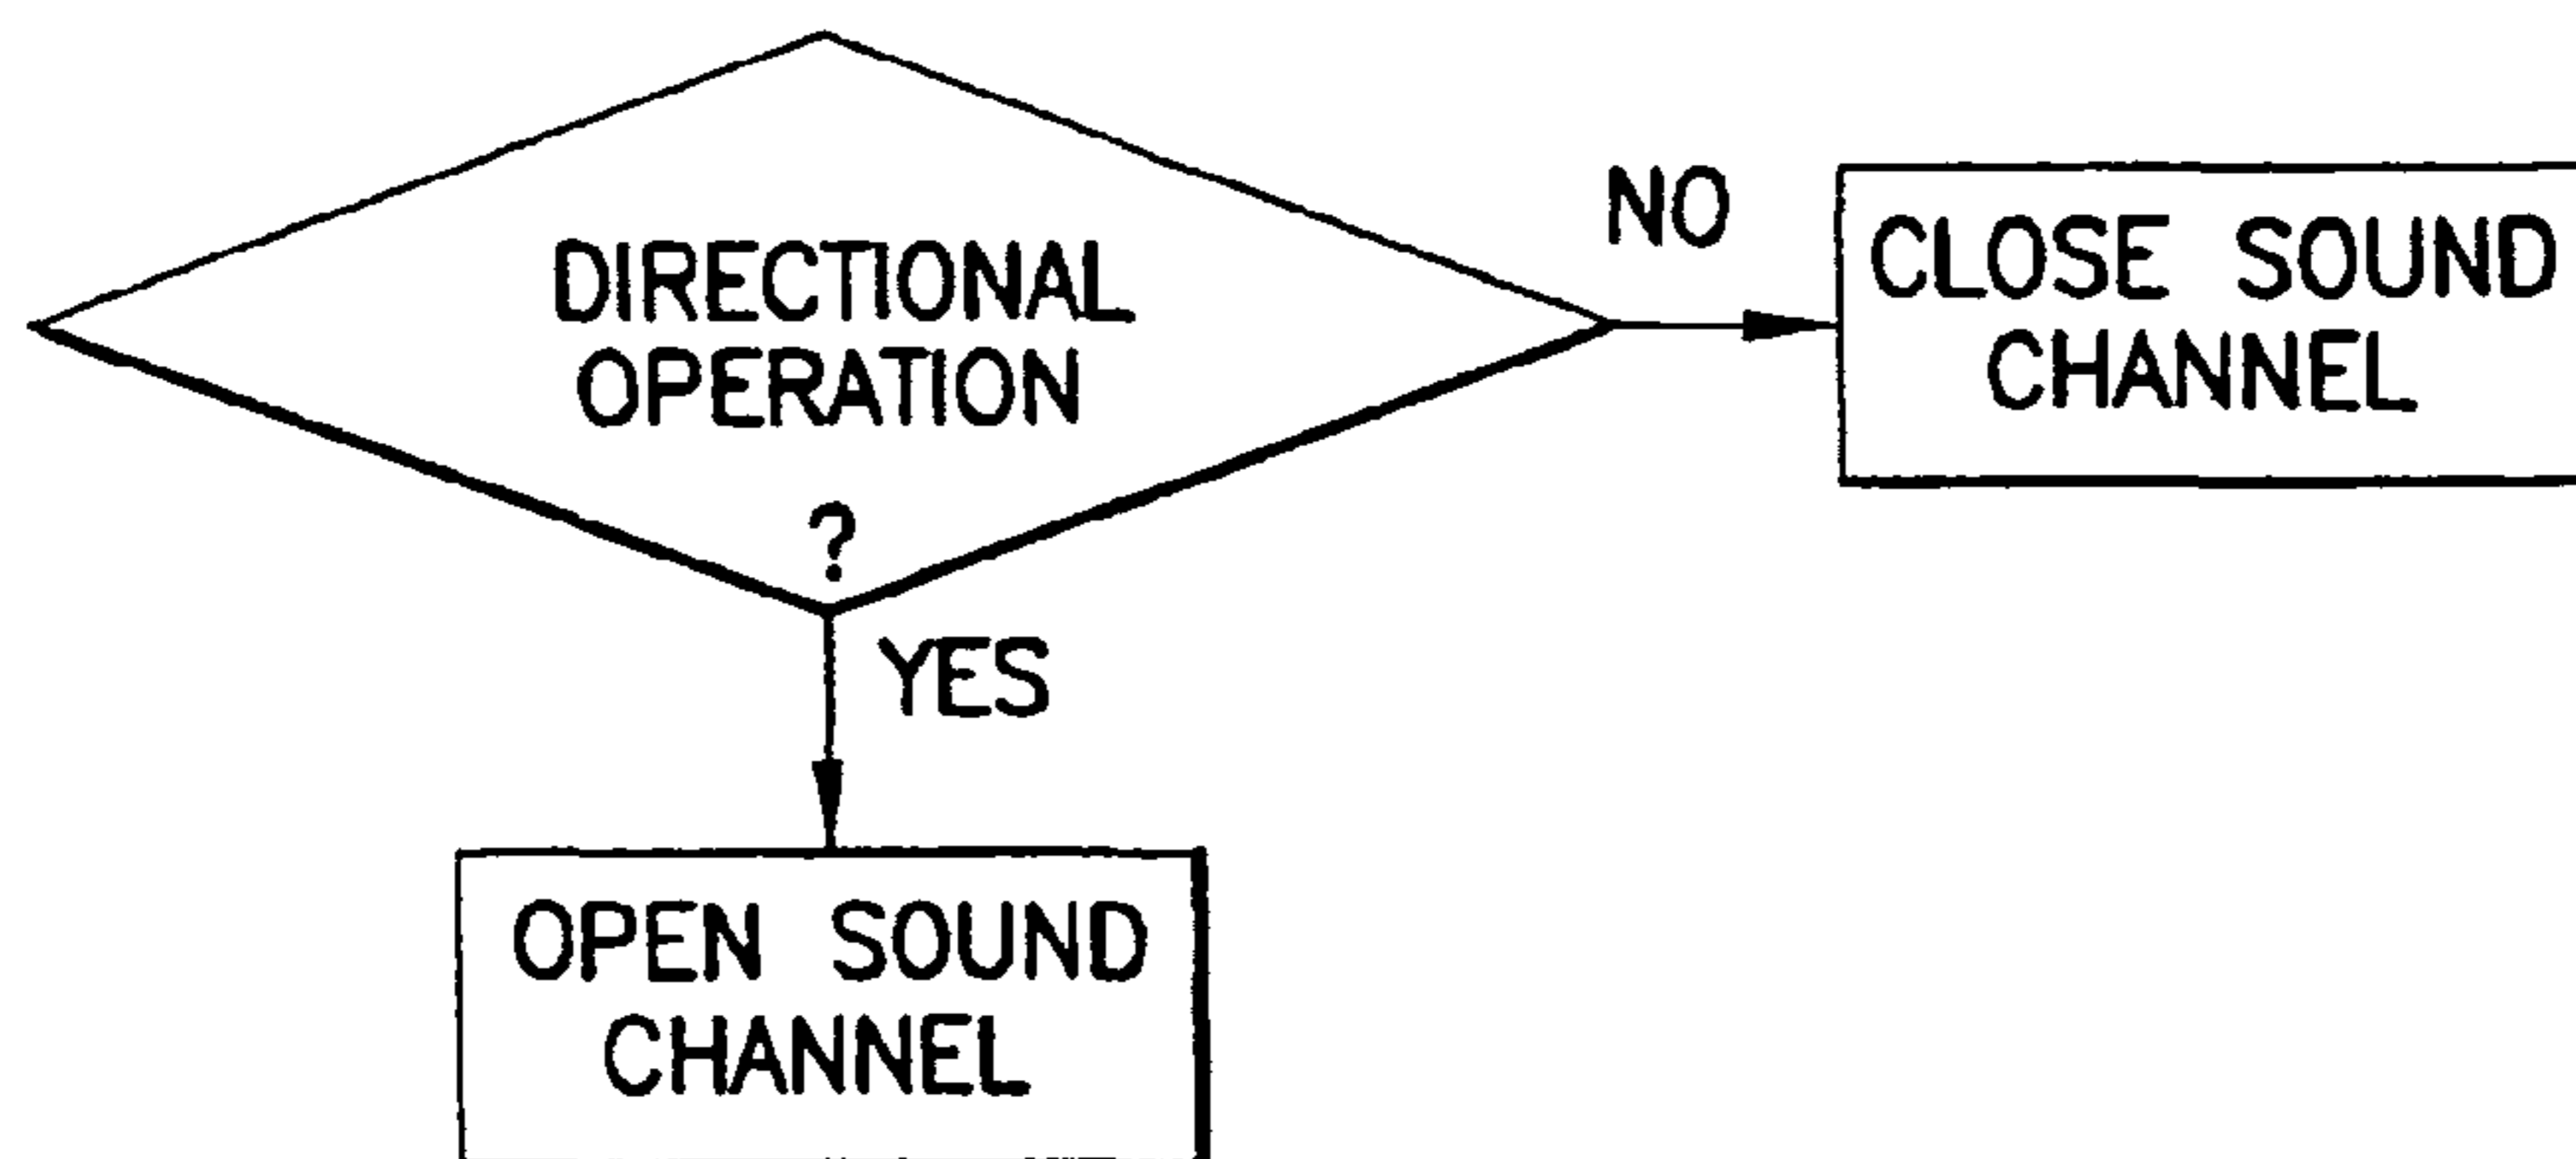 DIRECTIONAL
OPERATION
?
NO
CLOSE SOUND
CHANNEL
YES
OPEN SOUND
CHANNEL